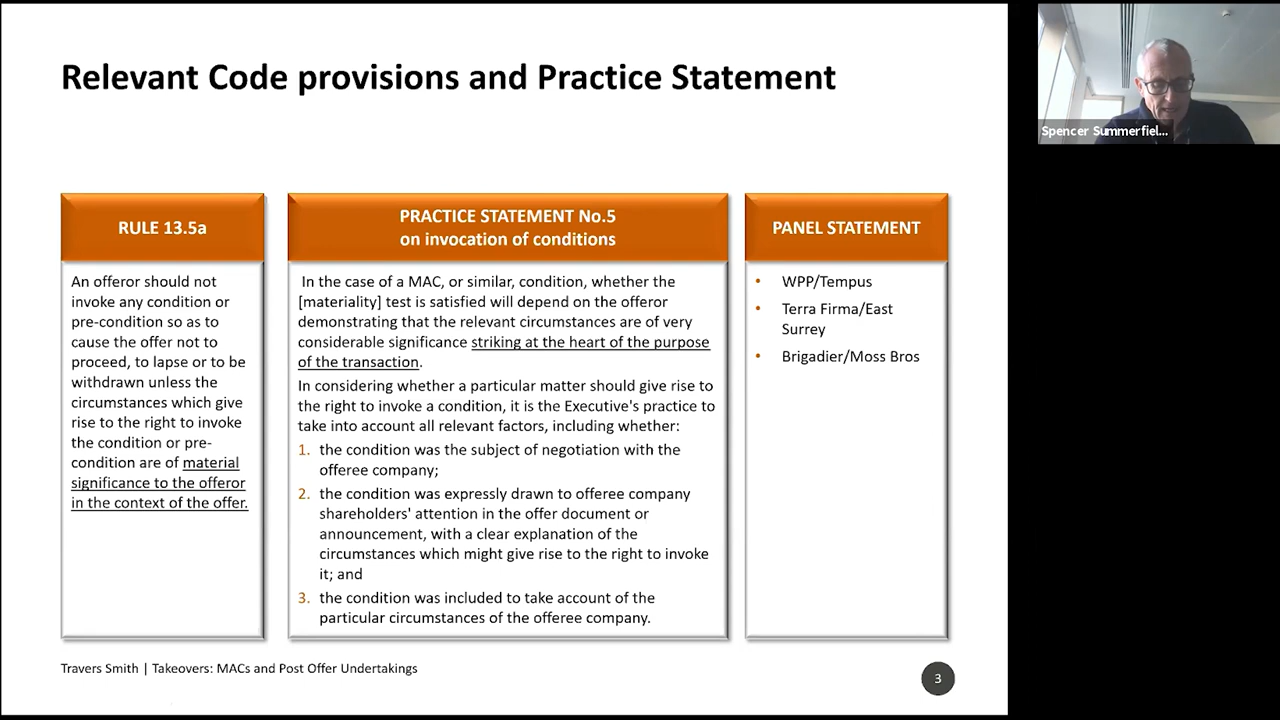 Relevant Code provisions and Practice Statement
RULE 13.5a
An offeror should not
invoke any condition or
pre-condition so as to
cause the offer not to
proceed, to lapse or to be
withdrawn unless the
circumstances which give
rise to the right to invoke
the condition or pre-
condition are of material
significance to the offeror
in the context of the offer.
PRACTICE STATEMENT No.5
on invocation of conditions
In the case of a MAC, or similar, condition, whether the
[materiality] test is satisfied will depend on the offeror
demonstrating that the relevant circumstances are of very
considerable significance striking at the heart of the purpose
of the transaction.
In considering whether a particular matter should give rise to
the right to invoke a condition, it is the Executive's practice to
take into account all relevant factors, including whether:
1. the condition was the subject of negotiation with the
offeree company;
2. the condition was expressly drawn to offeree company
shareholders' attention in the offer document or
announcement, with a clear explanation of the
circumstances which might give rise to the right to invoke
it; and
3. the condition was included to take account of the
particular circumstances of the offeree company.
PANEL STATEMENT
• WPP/Tempus
• Terra Firma/East
Surrey
• Brigadier/Moss Bros
Travers Smith | Takeovers: MACs and Post Offer Undertakings
3
Spencer Summerfiel...